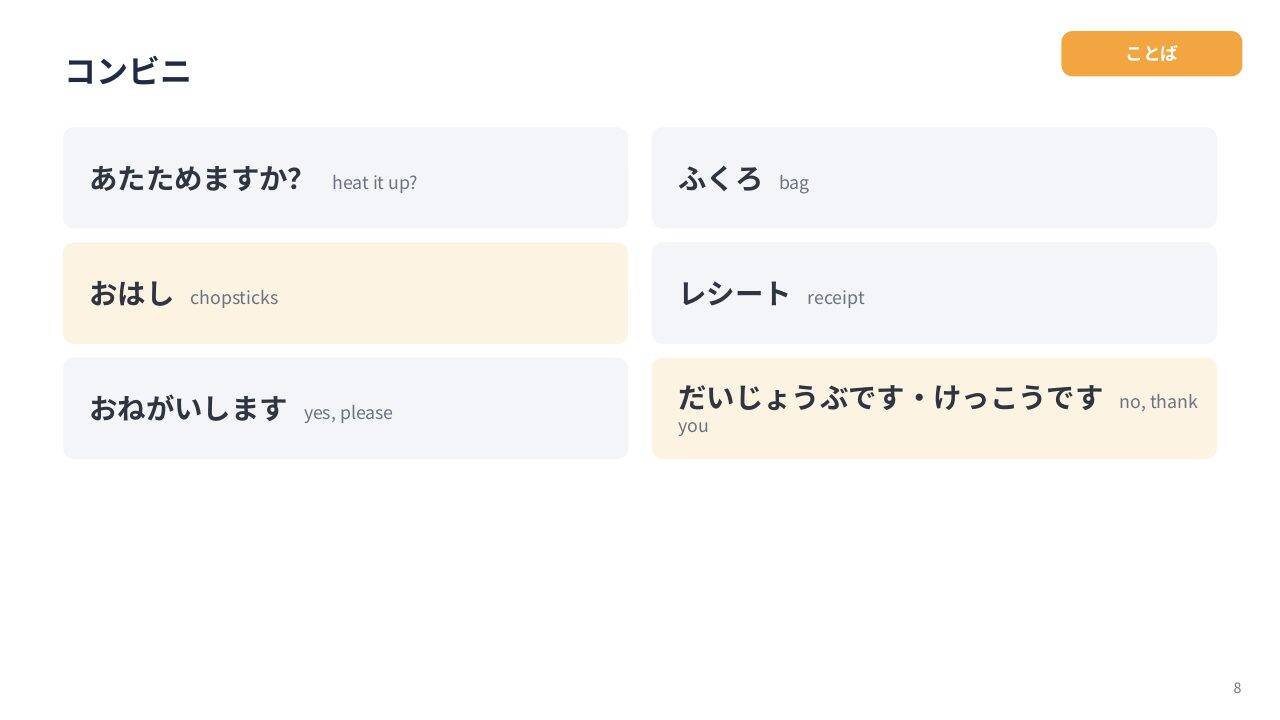 コンビニ
ことば
あたためますか？ heat it up?
ふくろ bag
おはし chopsticks
レシート receipt
おねがいします yes, please
だいじょうぶです・けっこうです no, thank
you
8